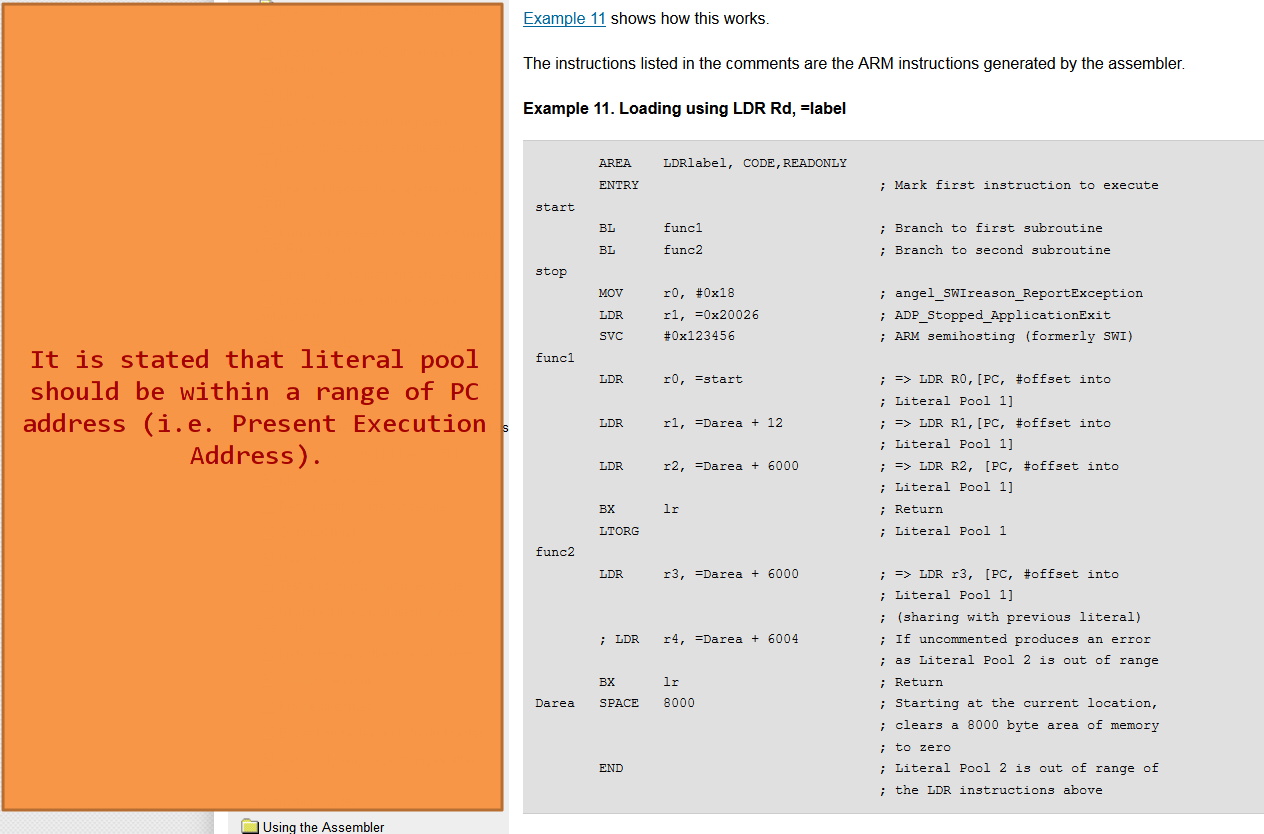 Example 11 shows how this works.
The instructions listed in the comments are the ARM instructions generated by the assembler.
Example 11. Loading using LDR Rd, =label
It is stated that literal pool
should be within a range of PC
address (i.e. Present Execution
Address).
s
AREA LDRlabel, CODE,READONLY
ENTRY ; Mark first instruction to execute
start
BL func1 ; Branch to first subroutine
BL func2 ; Branch to second subroutine
stop
MOV r0, #0x18 ; angel_SWIreason_ReportException
LDR r1, =0x20026 ; ADP_Stopped_ApplicationExit
SVC #0x123456 ; ARM semihosting (formerly SWI)
func1
LDR r0, =start ; => LDR R0,[PC, #offset into
; Literal Pool 1]
LDR r1, =Darea + 12 ; => LDR R1,[PC, #offset into
; Literal Pool 1]
LDR r2, =Darea + 6000 ; => LDR R2, [PC, #offset into
; Literal Pool 1]
BX lr ; Return
LTORG ; Literal Pool 1
func2
LDR r3, =Darea + 6000 ; => LDR r3, [PC, #offset into
; Literal Pool 1]
; (sharing with previous literal)
; LDR r4, =Darea + 6004 ; If uncommented produces an error
; as Literal Pool 2 is out of range
BX lr ; Return
Darea SPACE 8000 ; Starting at the current location,
; clears a 8000 byte area of memory
; to zero
END ; Literal Pool 2 is out of range of
; the LDR instructions above
Using the Assembler